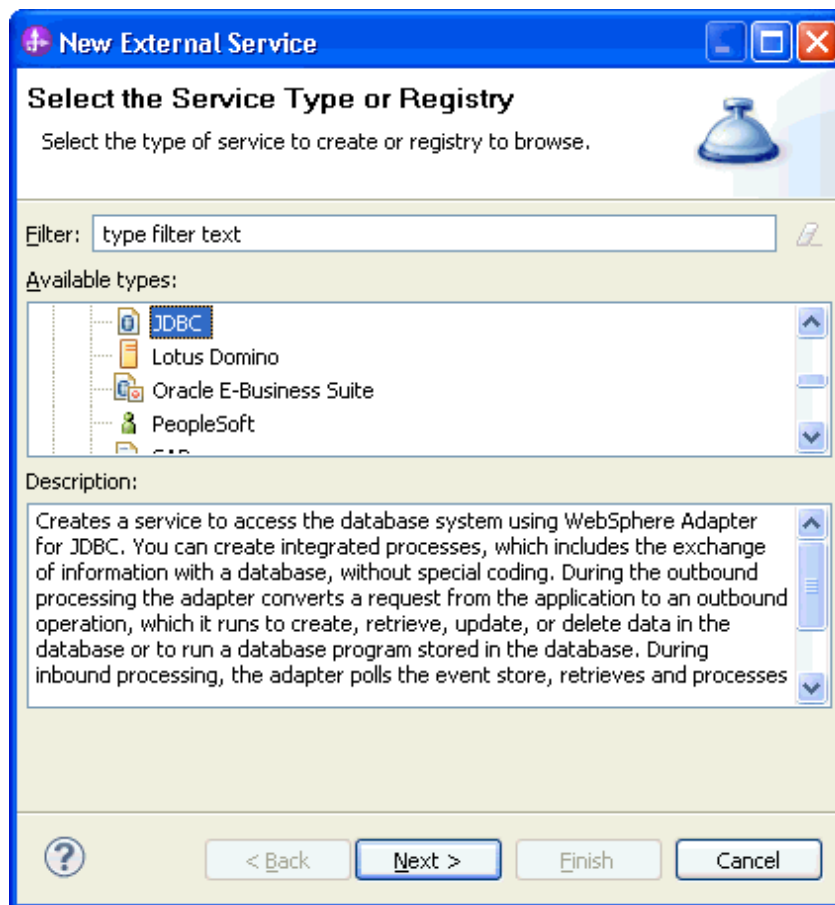 New External Service
Select the Service Type or Registry
Select the type of service to create or registry to browse.
Filter: type filter text
Available types:
JDBC
Lotus Domino
Oracle E-Business Suite
PeopleSoft
Description:
Creates a service to access the database system using WebSphere Adapter
for JDBC. You can create integrated processes, which includes the exchange
of information with a database, without special coding. During the outbound
processing the adapter converts a request from the application to an outbound
operation, which it runs to create, retrieve, update, or delete data in the
database or to run a database program stored in the database. During
inbound processing, the adapter polls the event store, retrieves and processes
? < Back Next > Finish Cancel